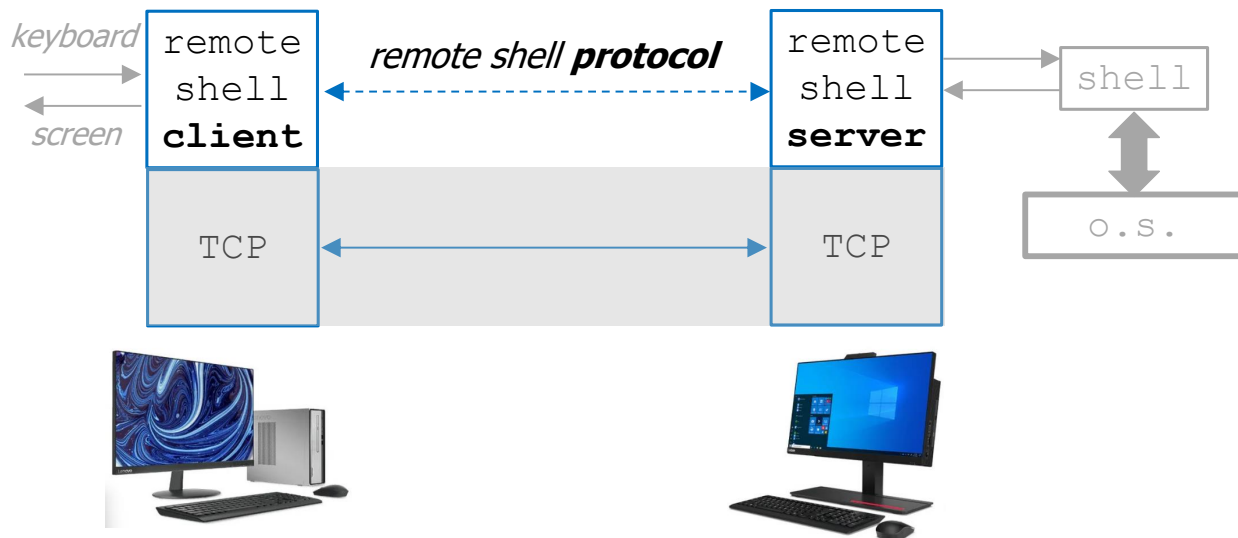 keyboard
screen
remote
shell
client
remote shell protocol
remote
shell
server
shell
o.s.
TCP
TCP